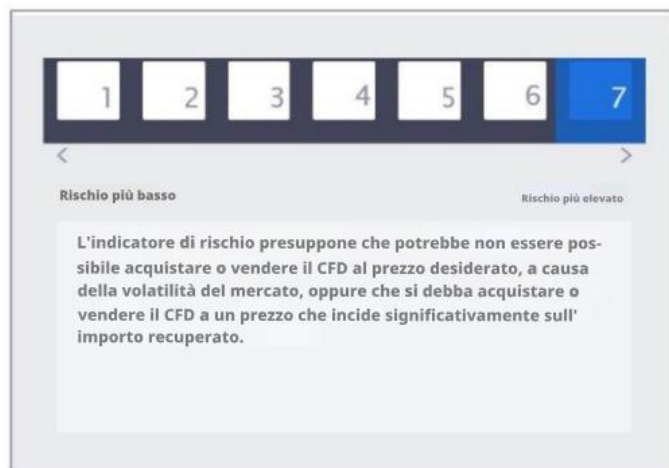 1 2 3 4 5 6 7
Rischio più basso Rischio più elevato
L'indicatore di rischio presuppone che potrebbe non essere pos-
sibile acquistare o vendere il CFD al prezzo desiderato, a causa
della volatilità del mercato, oppure che si debba acquistare o
vendere il CFD a un prezzo che incide significativamente sull'
importo recuperato.